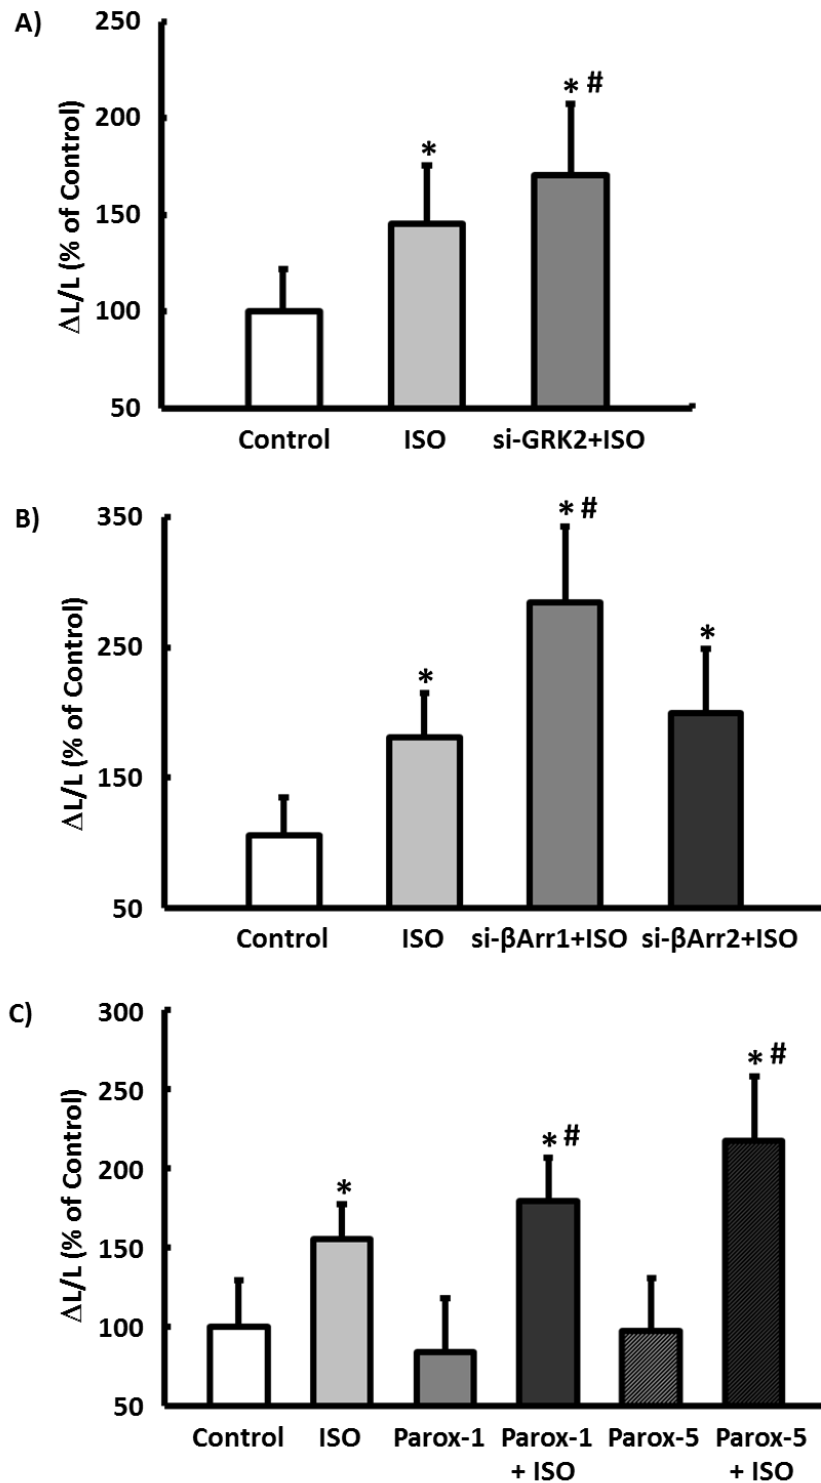 A)
ΔL/L (% of Control)
250
200
150
100
50
*
* #
Control ISO si-GRK2+ISO
B)
ΔL/L (% of Control)
350
250
150
50
*
* #
*
Control ISO si-βArr1+ISO si-βArr2+ISO
C)
ΔL/L (% of Control)
300
250
200
150
100
50
*
* #
* #
Control ISO Parox-1 Parox-1 Parox-5 Parox-5
+ ISO + ISO